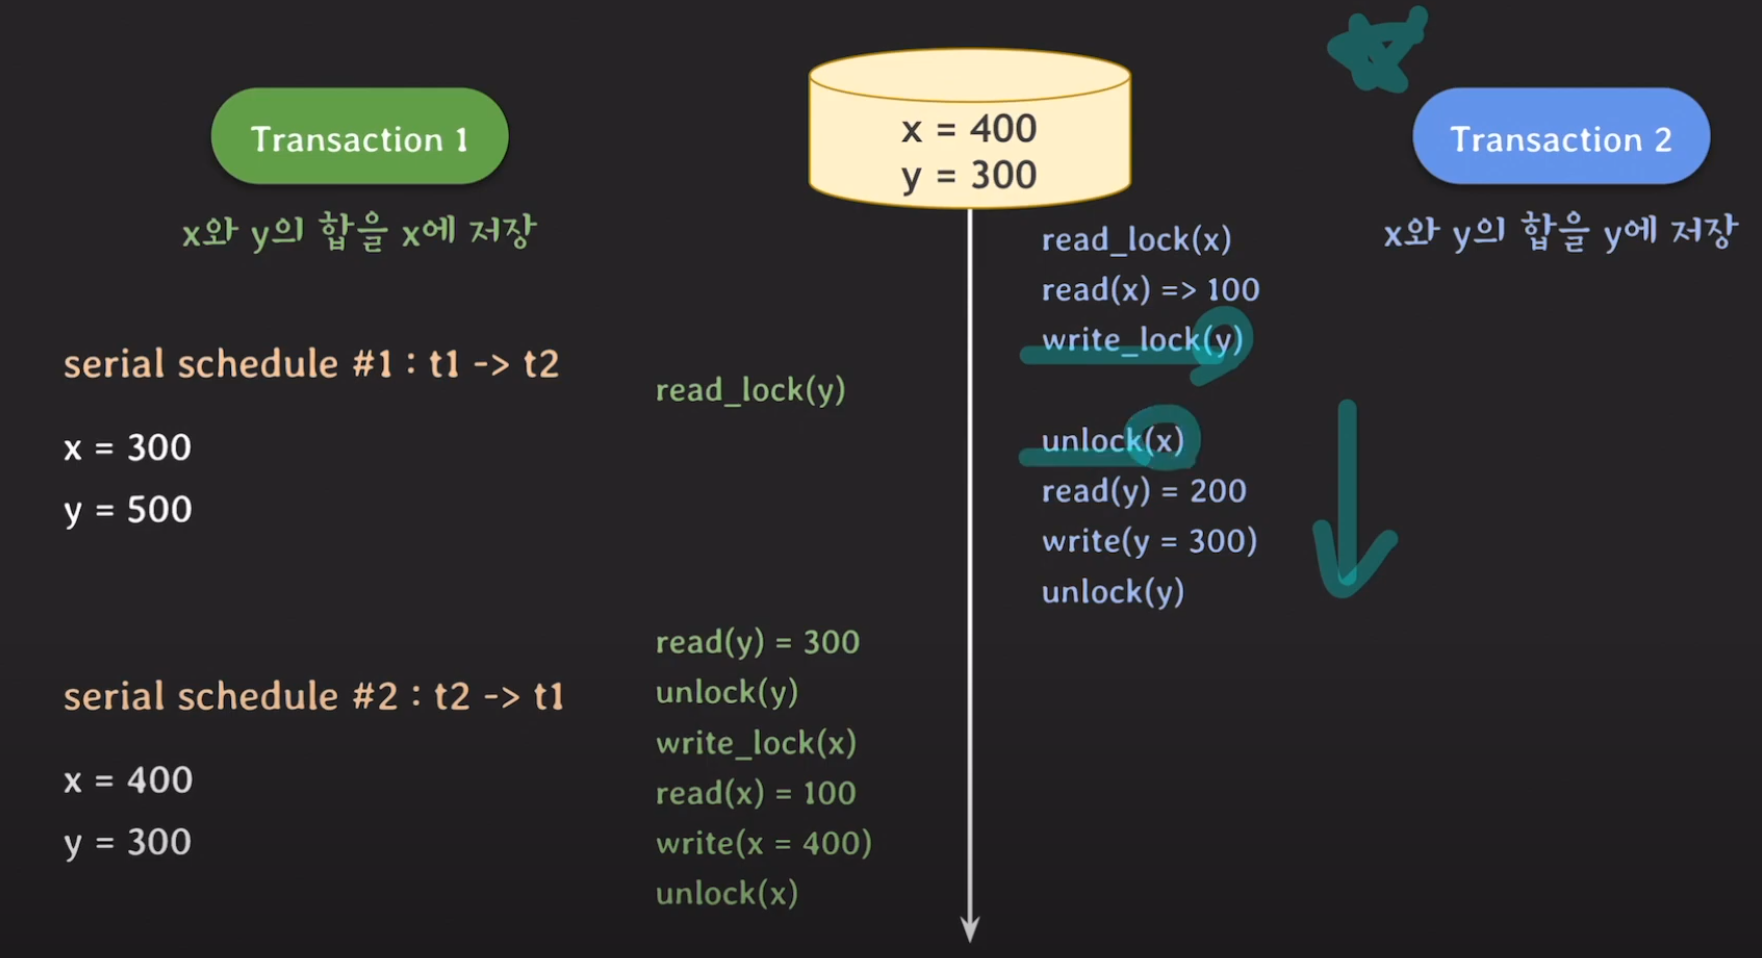 Transaction 1
x와 y의 합을 x에 저장
x = 400
y = 300
Transaction 2
x와 y의 합을 y에 저장
serial schedule #1 : t1 -> t2
x = 300
y = 500
serial schedule #2 : t2 -> t1
x = 400
y = 300
read_lock(x)
read(x) => 100
write_lock(y)
read_lock(y)
unlock(x)
read(y) = 200
write(y = 300)
unlock(y)
read(y) = 300
unlock(y)
write_lock(x)
read(x) = 100
write(x = 400)
unlock(x)